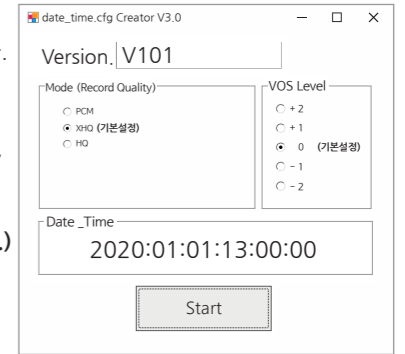 date_time.cfg Creator V3.0
Version. V101
Mode (Record Quality)
PCM
XHQ (기본설정)
HQ
VOS Level
+ 2
+ 1
0 (기본설정)
- 1
- 2
.)
Date _Time
2020:01:01:13:00:00
Start